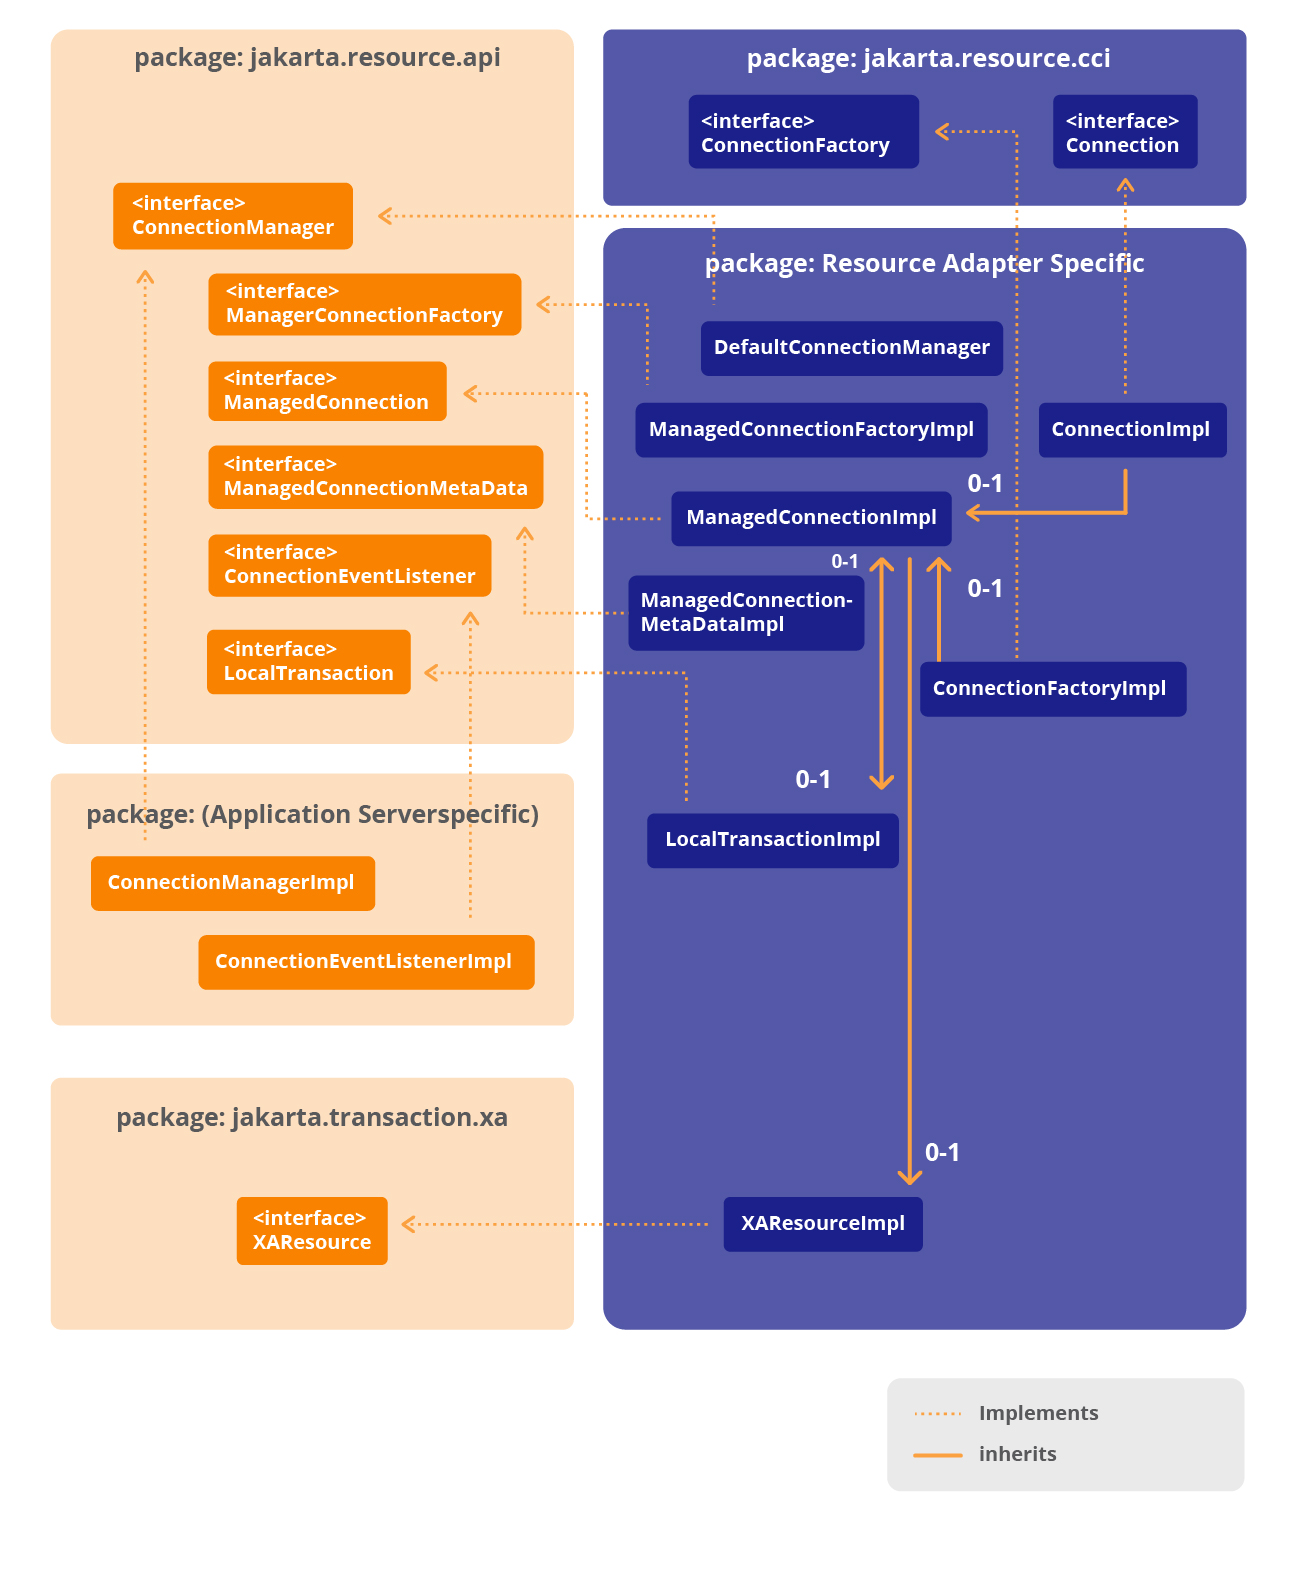 package: jakarta.resource.api
<interface>
ConnectionManager
<interface>
ManagerConnectionFactory
<interface>
ManagedConnection
<interface>
ManagedConnectionMetaData
<interface>
ConnectionEventListener
<interface>
LocalTransaction
package: (Application Serverspecific)
ConnectionManagerImpl
ConnectionEventListenerImpl
package: jakarta.transaction.xa
<interface>
XAResource
package: jakarta.resource.cci
<interface>
ConnectionFactory
<interface>
Connection
package: Resource Adapter Specific
DefaultConnectionManager
ManagedConnectionFactoryImpl
ConnectionImpl
0-1
ManagedConnectionImpl
0-1
0-1
ManagedConnection-
MetaDataImpl
ConnectionFactoryImpl
0-1
LocalTransactionImpl
0-1
XAResourceImpl
Implements
inherits